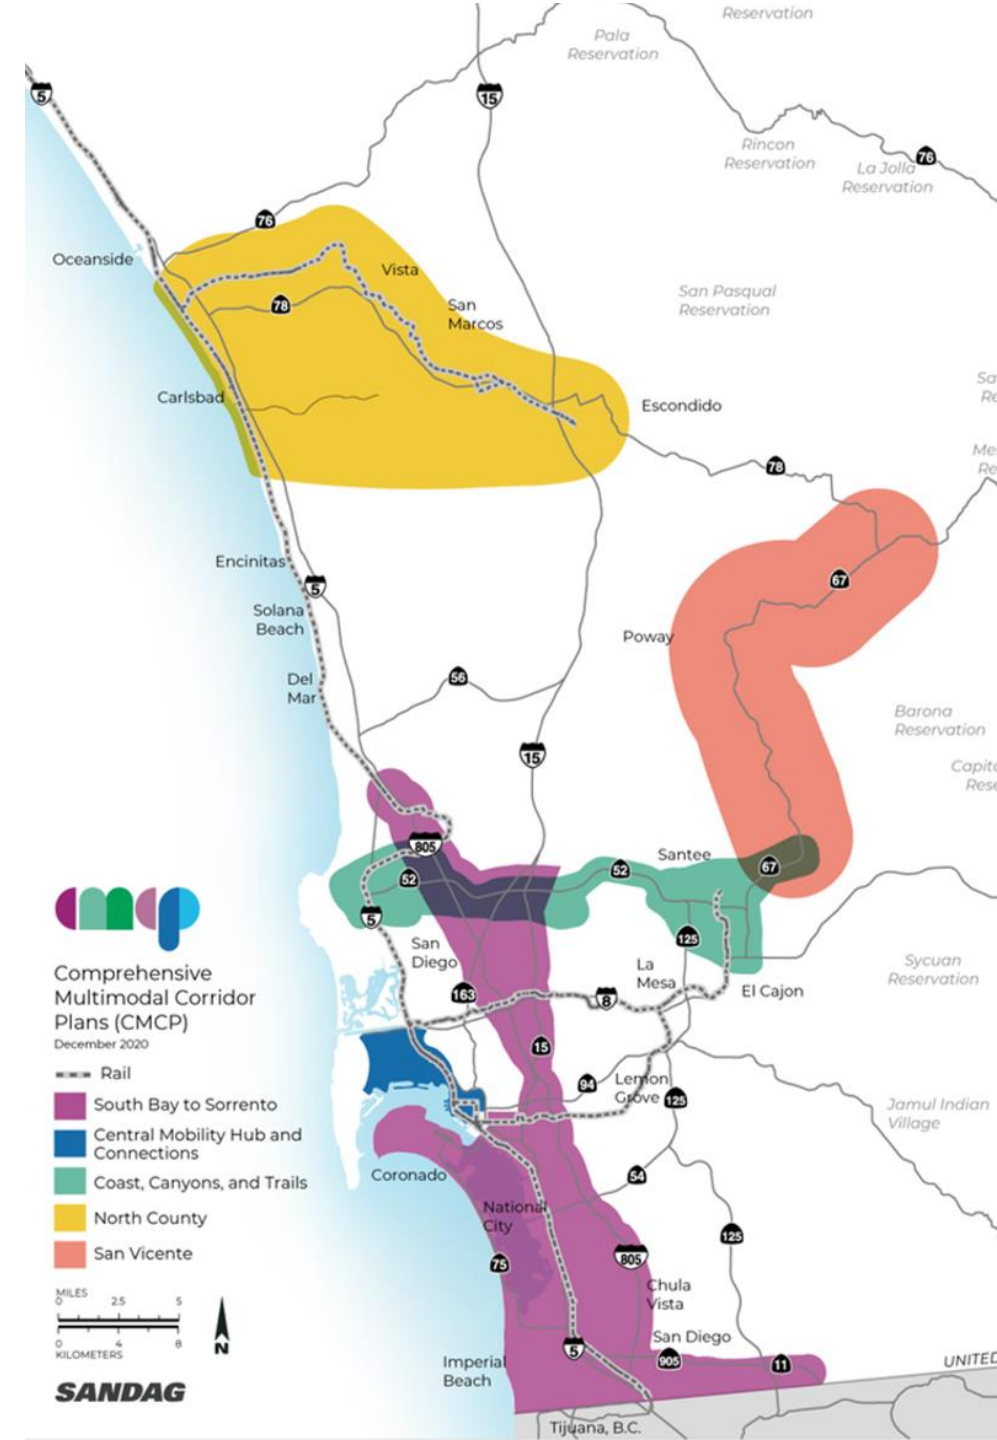 Reservation
Pala
Reservation
5
15
Rincon
Reservation
76
La Jolla
Reservation
76
Oceanside
Vista
San Pasqual
Reservation
78
San
Marcos
Carlsbad
Escondido
78
Encinitas
5
67
Solana
Beach
Poway
56
Del
Mar
Barona
Reservation
15
805
Santee
67
52
52
5
125
San
Diego
La
Mesa
El Cajon
Sycuan
Reservation
163
8
15
94
Lemon
Grove
125
Jamul Indian
Village
Coronado
54
National
City
125
75
805
Chula
Vista
San Diego
5
905
11
Imperial
Beach
UNITED
Tijuana, B.C.
cmcp
Comprehensive
Multimodal Corridor
Plans (CMCP)
December 2020
Rail
South Bay to Sorrento
Central Mobility Hub and
Connections
Coast, Canyons, and Trails
North County
San Vicente
MILES
0 2.5 5
0 4 8
KILOMETERS
N
SANDAG